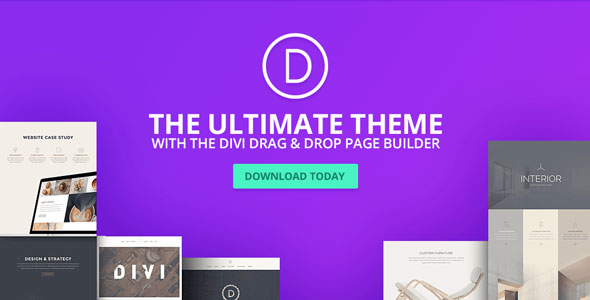 D
THE ULTIMATE THEME
WITH THE DIVI DRAG & DROP PAGE BUILDER
DOWNLOAD TODAY
WEBSITE CASE STUDY
DESIGN & STRATEGY
DIVI
D
CUSTOM FURNITURE
INTERIOR